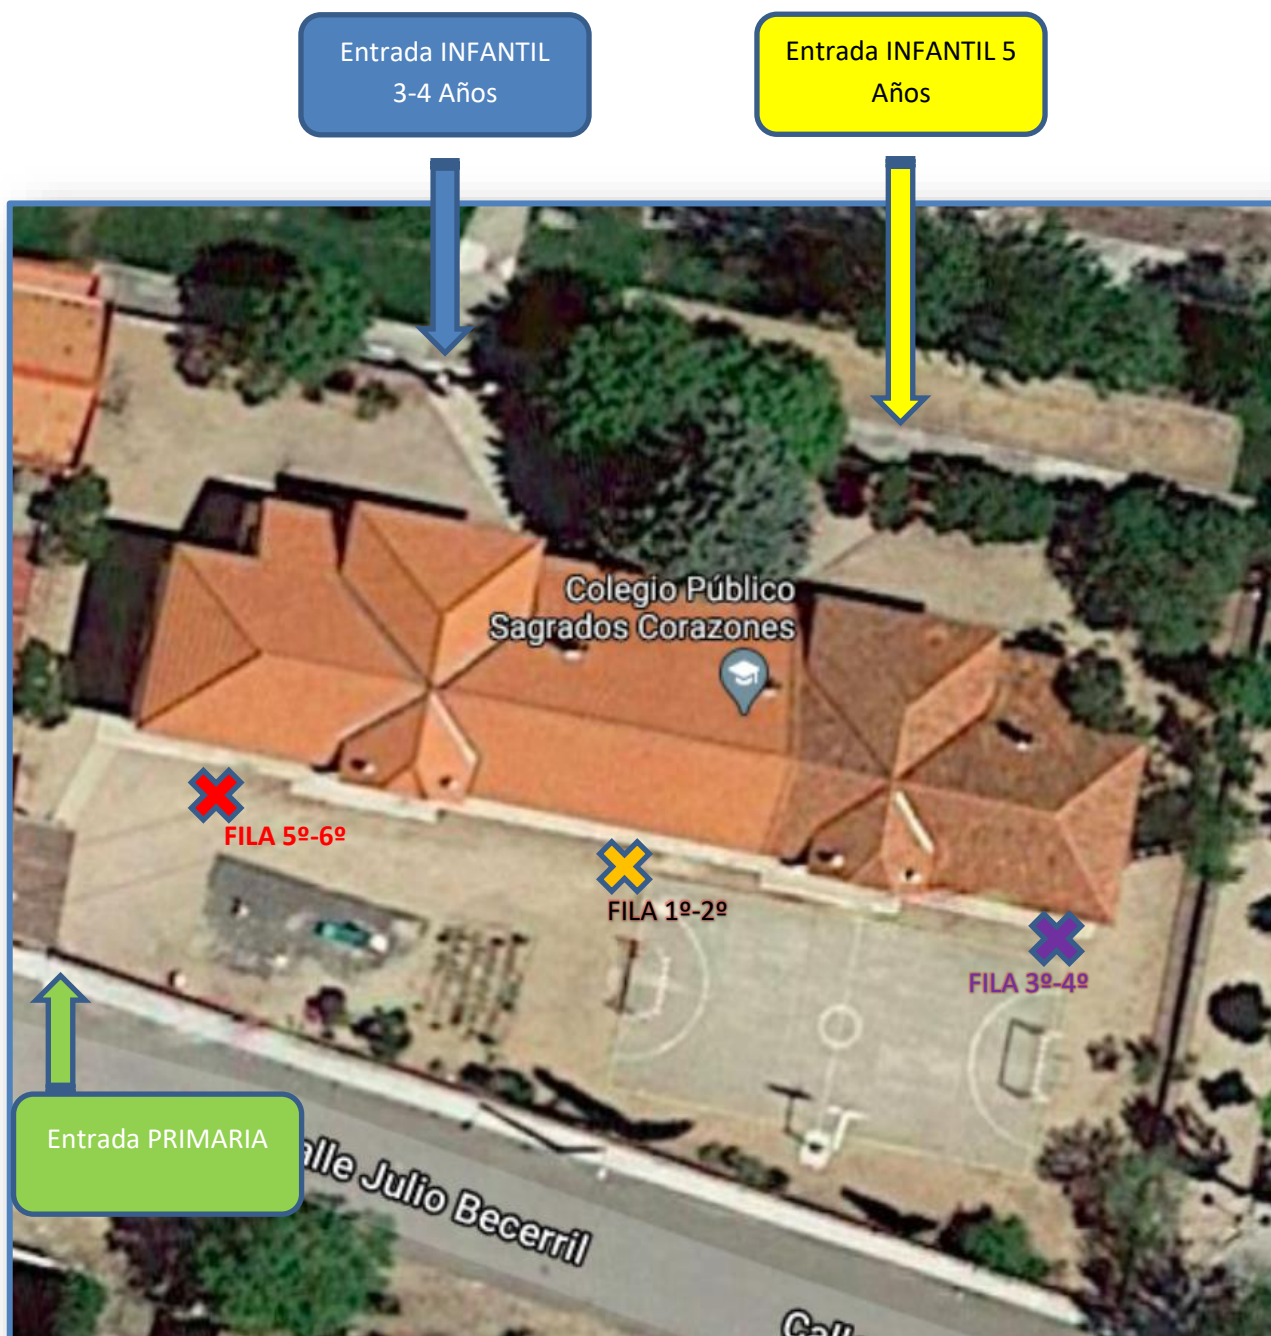 Entrada INFANTIL
3-4 Años
Entrada INFANTIL 5
Años
Colegio Público
Sagrados Corazones
FILA 5º-6º
FILA 1º-2º
FILA 3º-4º
Entrada PRIMARIA
alle Julio Becerril
Call